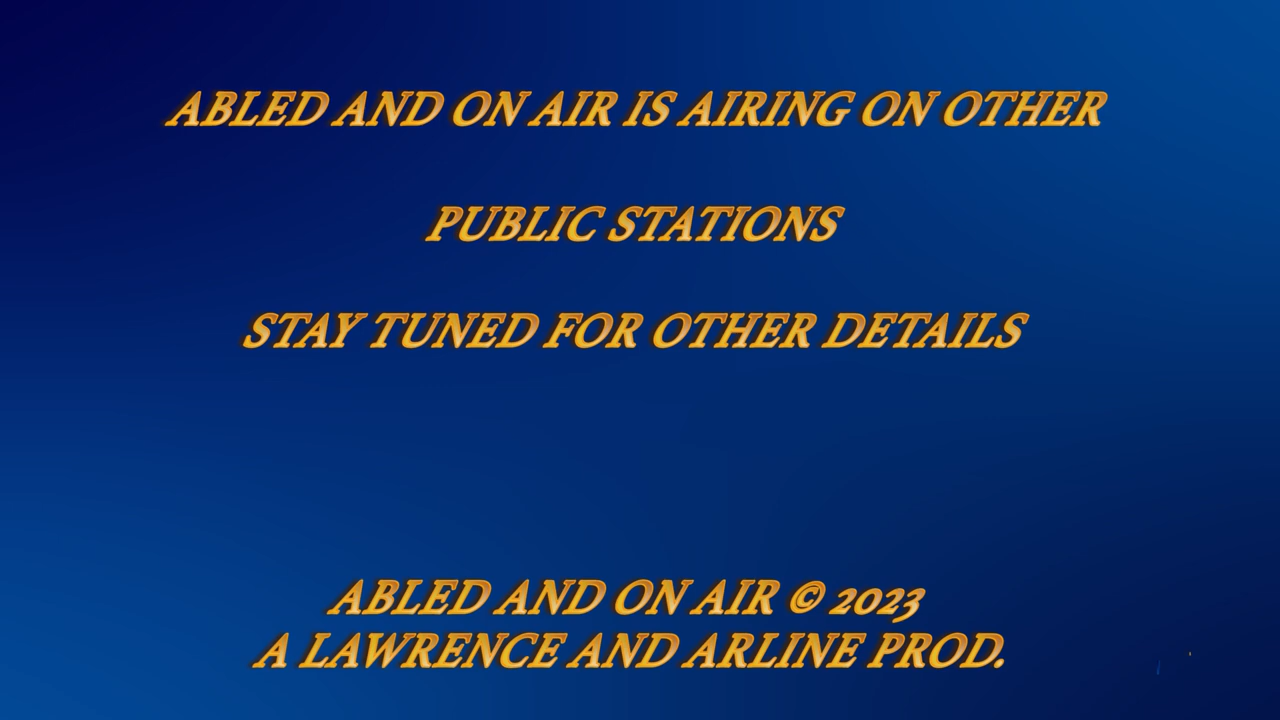 ABLED AND ON AIR IS AIRING ON OTHER
PUBLIC STATIONS
STAY TUNED FOR OTHER DETAILS
ABLED AND ON AIR © 2023
A LAWRENCE AND ARLINE PROD.